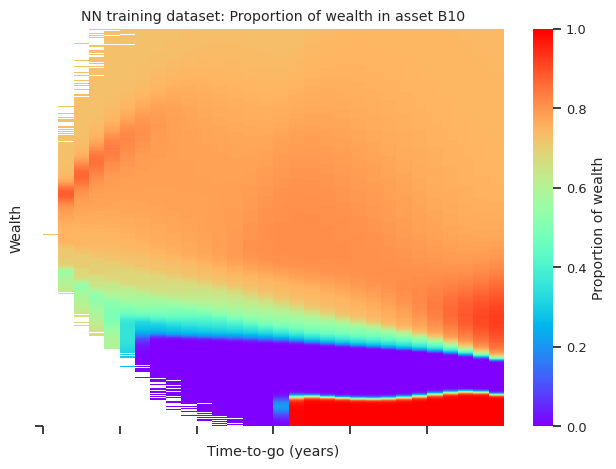 NN training dataset: Proportion of wealth in asset B10
1.0
0.8
0.6
0.4
0.2
0.0
Proportion of wealth
Wealth
Time-to-go (years)